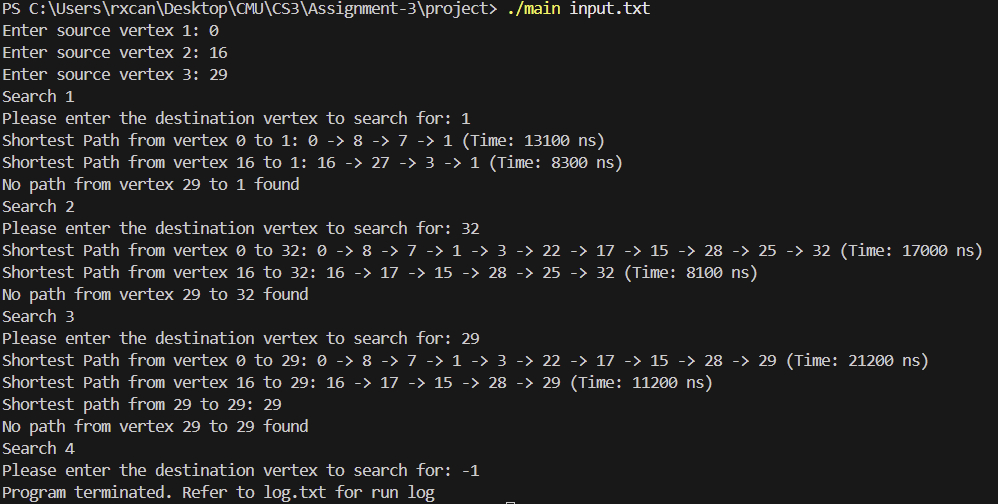 PS C:\Users\rxcan\Desktop\CMU\CS3\Assignment-3\project> ./main input.txt
Enter source vertex 1: 0
Enter source vertex 2: 16
Enter source vertex 3: 29
Search 1
Please enter the destination vertex to search for: 1
Shortest Path from vertex 0 to 1: 0 -> 8 -> 7 -> 1 (Time: 13100 ns)
Shortest Path from vertex 16 to 1: 16 -> 27 -> 3 -> 1 (Time: 8300 ns)
No path from vertex 29 to 1 found
Search 2
Please enter the destination vertex to search for: 32
Shortest Path from vertex 0 to 32: 0 -> 8 -> 7 -> 1 -> 3 -> 22 -> 17 -> 15 -> 28 -> 25 -> 32 (Time: 17000 ns)
Shortest Path from vertex 16 to 32: 16 -> 17 -> 15 -> 28 -> 25 -> 32 (Time: 8100 ns)
No path from vertex 29 to 32 found
Search 3
Please enter the destination vertex to search for: 29
Shortest Path from vertex 0 to 29: 0 -> 8 -> 7 -> 1 -> 3 -> 22 -> 17 -> 15 -> 28 -> 29 (Time: 21200 ns)
Shortest Path from vertex 16 to 29: 16 -> 17 -> 15 -> 28 -> 29 (Time: 11200 ns)
Shortest path from 29 to 29: 29
No path from vertex 29 to 29 found
Search 4
Please enter the destination vertex to search for: -1
Program terminated. Refer to log.txt for run log